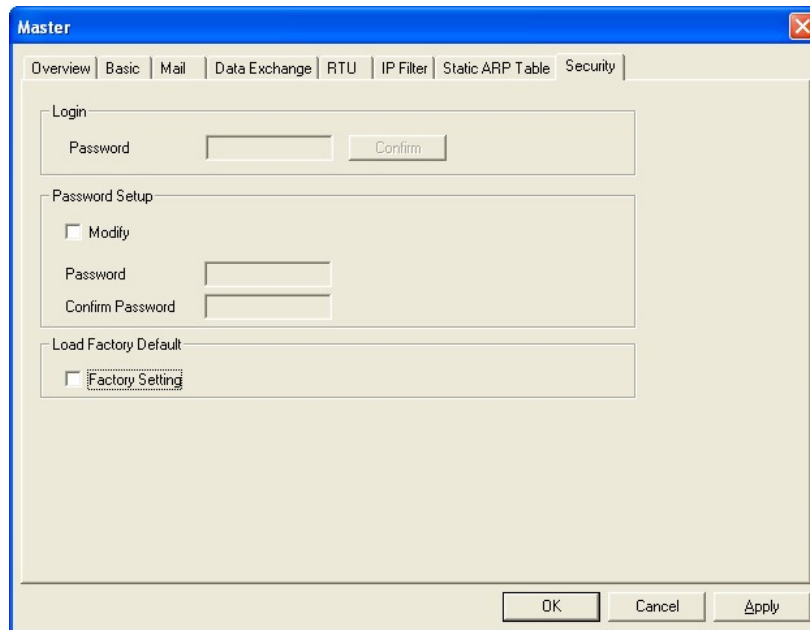 Master
Overview Basic Mail Data Exchange RTU IP Filter Static ARP Table Security
Login
Password Confirm
Password Setup
Modify
Password
Confirm Password
Load Factory Default
Factory Setting
OK Cancel Apply